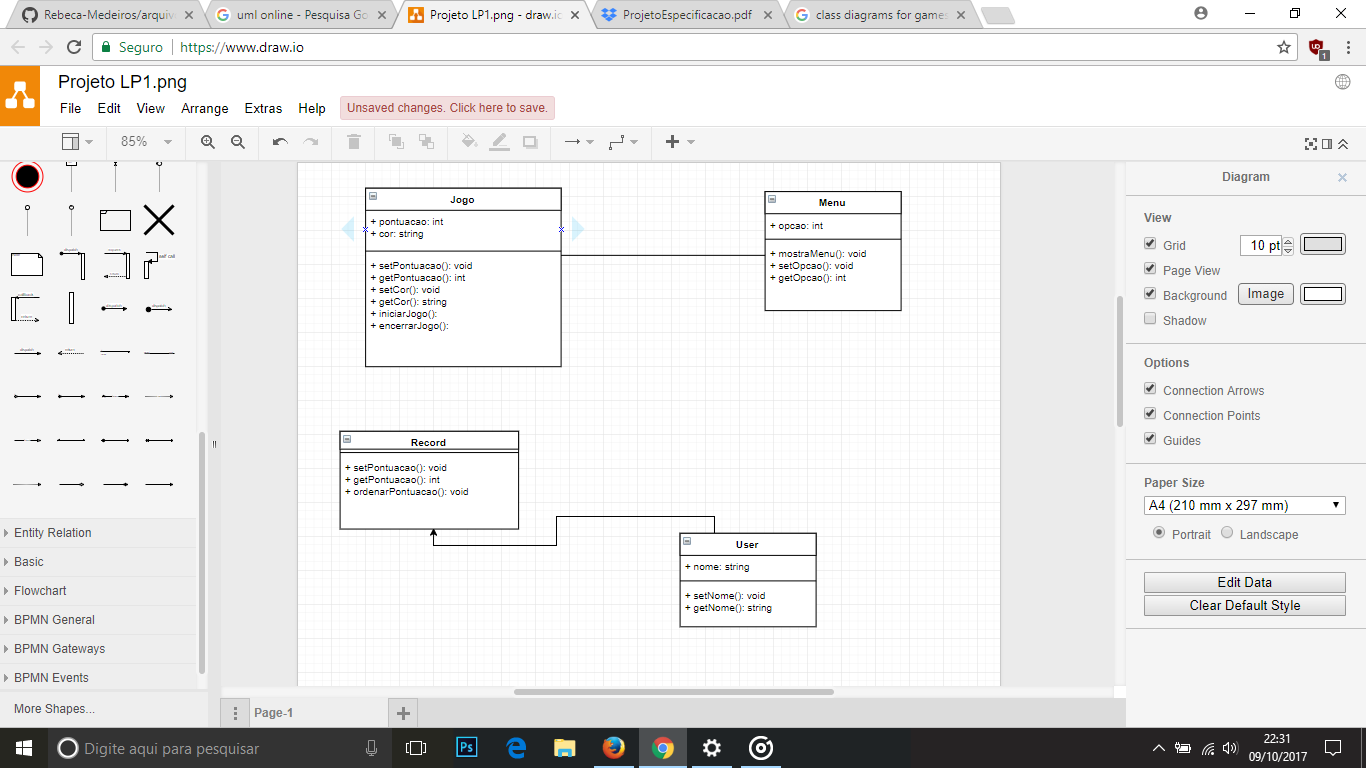 Rebeca-Medeiros/arquiv
uml online - Pesquisa Go
Projeto LP1.png - draw.io
ProjetoEspecificacao.pdf
class diagrams for games
Seguro
https://www.draw.io
1
Projeto LP1.png
File Edit View Arrange Extras Help
Unsaved changes. Click here to save.
85%
Jogo
+ pontuacao: int
+ cor: string
+ setPontuacao(): void
+ getPontuacao(): int
+ setCor(): void
+ getCor(): string
+ iniciarJogo():
+ encerrarJogo():
Menu
+ opcao: int
+ mostraMenu(): void
+ setOpcao(): void
+ getOpcao(): int
Record
+ setPontuacao(): void
+ getPontuacao(): int
+ ordenarPontuacao(): void
User
+ nome: string
+ setNome(): void
+ getNome(): string
self call
Entity Relation
Basic
Flowchart
BPMN General
BPMN Gateways
BPMN Events
More Shapes...
Page-1
Diagram
View
Grid 10 pt
Page View
Background Image
Shadow
Options
Connection Arrows
Connection Points
Guides
Paper Size
A4 (210 mm x 297 mm)
Portrait Landscape
Edit Data
Clear Default Style
Digite aqui para pesquisar
Ps
22:31
09/10/2017